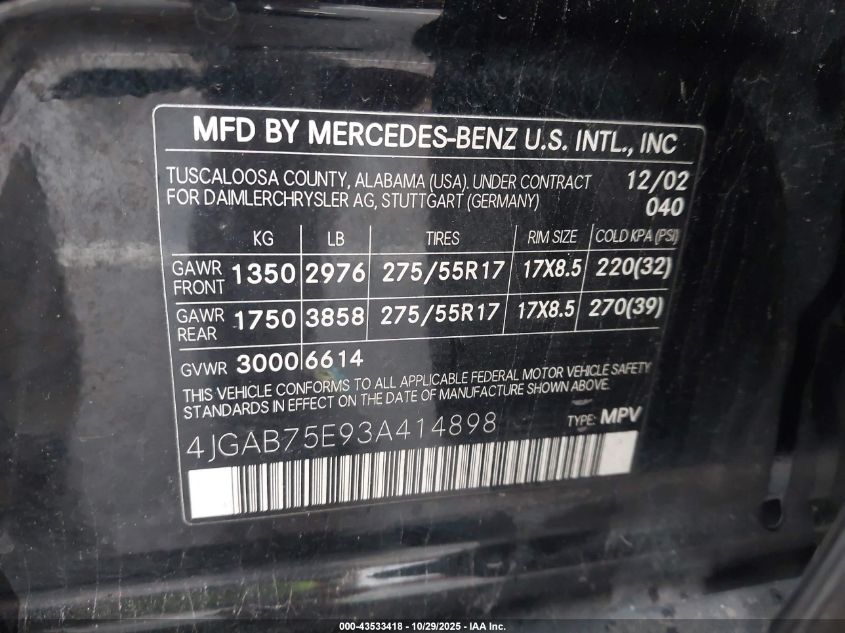 MFD BY MERCEDES-BENZ U.S. INTL., INC
TUSCALOOSA COUNTY, ALABAMA (USA). UNDER CONTRACT 12/02
FOR DAIMLERCHRYSLER AG, STUTTGART (GERMANY) 040
KG LB TIRES RIM SIZE COLD KPA (PSI)
GAWR FRONT 1350 2976 275/55R17 17X8.5 220(32)
GAWR REAR 1750 3858 275/55R17 17X8.5 270(39)
GVWR 3000 6614
THIS VEHICLE CONFORMS TO ALL APPLICABLE FEDERAL MOTOR VEHICLE SAFETY
STANDARDS IN EFFECT ON THE DATE OF MANUFACTURE SHOWN ABOVE.
4JGAB75E93A414898 TYPE: MPV
000-43533418 - 10/29/2025 - IAA Inc.